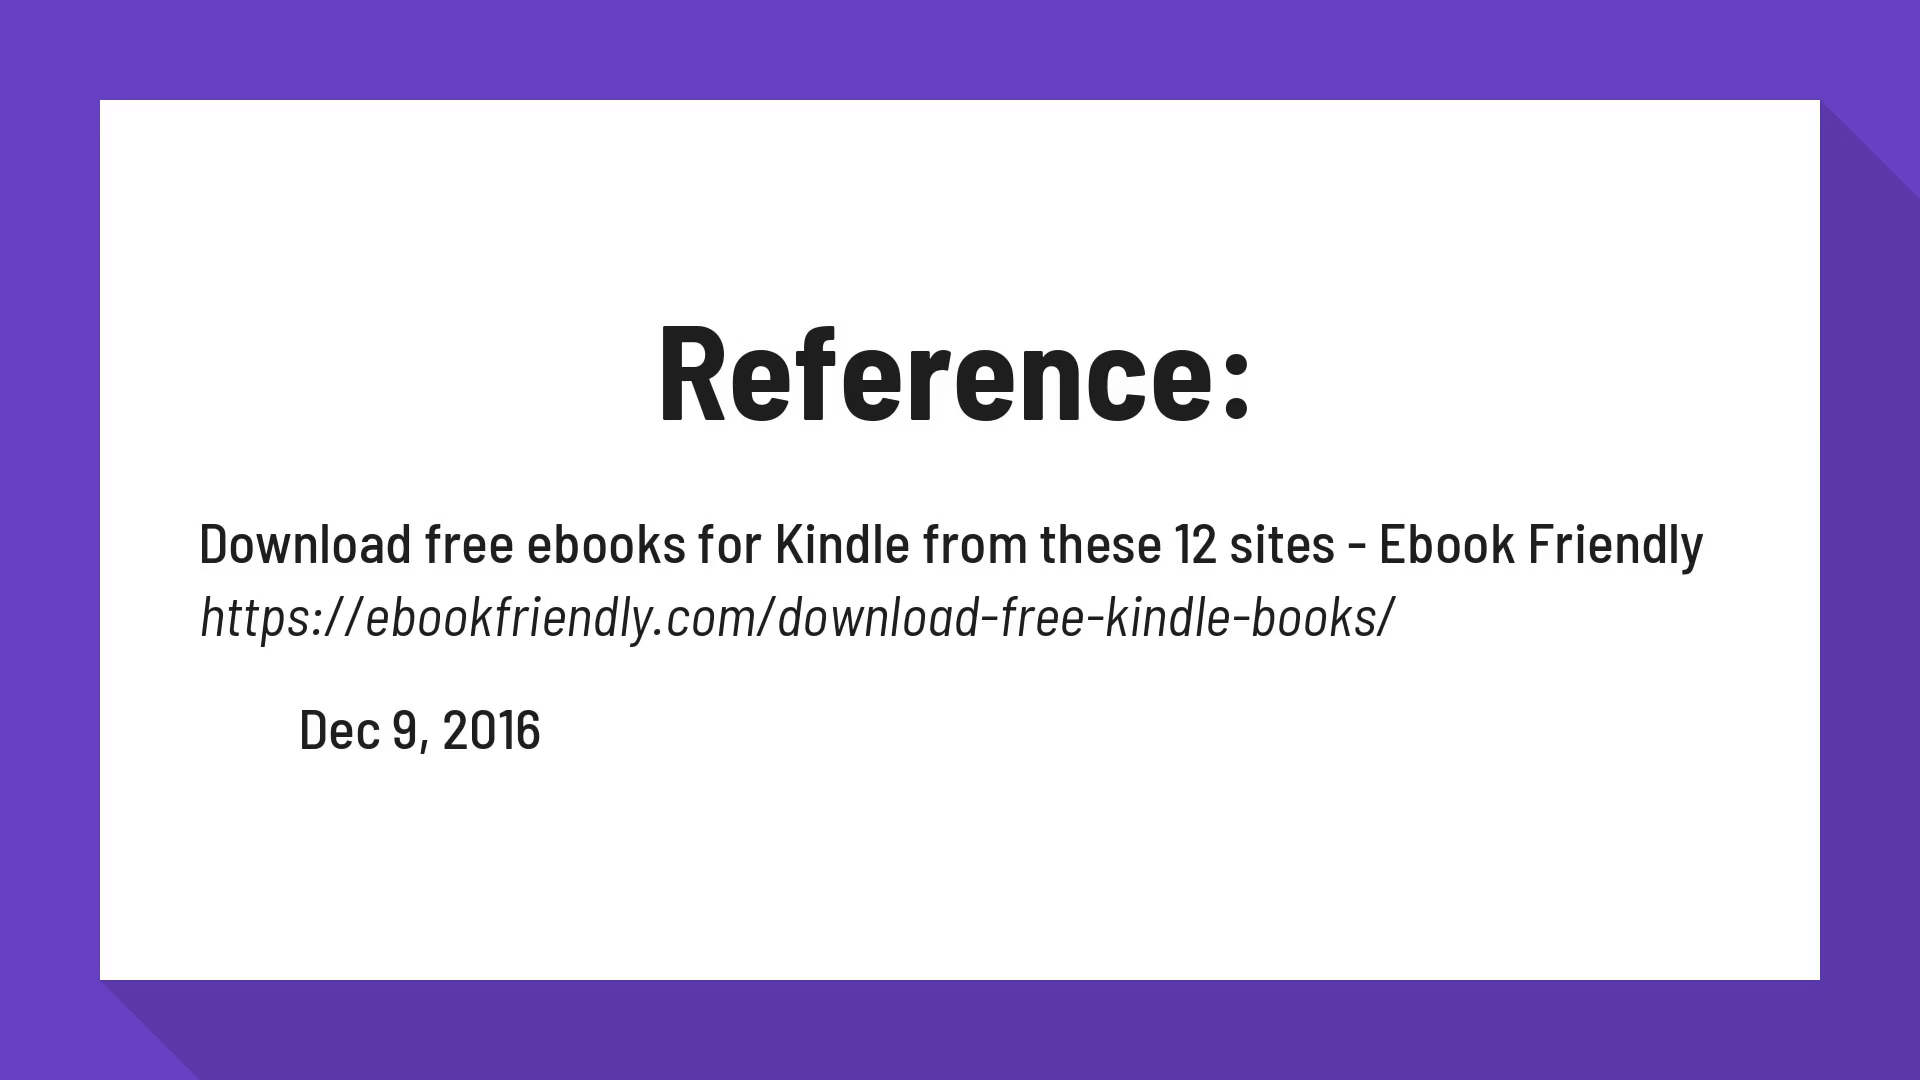 Reference:
Download free ebooks for Kindle from these 12 sites - Ebook Friendly
https://ebookfriendly.com/download-free-kindle-books/
Dec 9, 2016